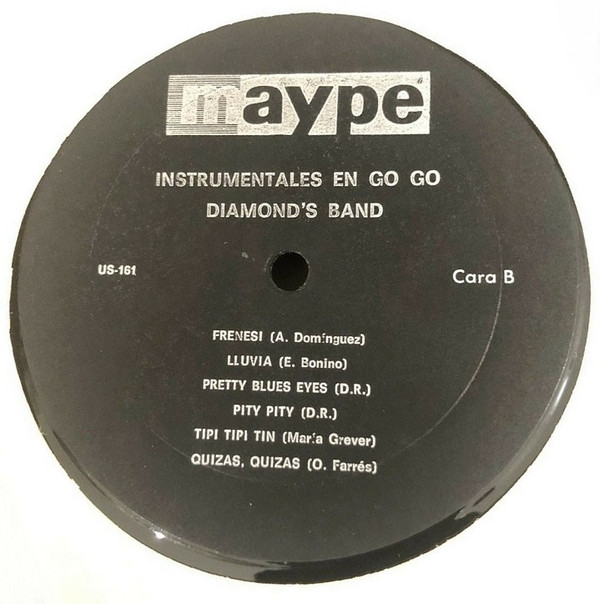 maype
INSTRUMENTALES EN GO GO
DIAMOND'S BAND
US-161
Cara B
FRENESI (A. Domínguez)
LLUVIA (E. Bonino)
PRETTY BLUES EYES (D.R.)
PITY PITY (D.R.)
TIPI TIPI TIN (María Grever)
QUIZAS, QUIZAS (O. Farrés)